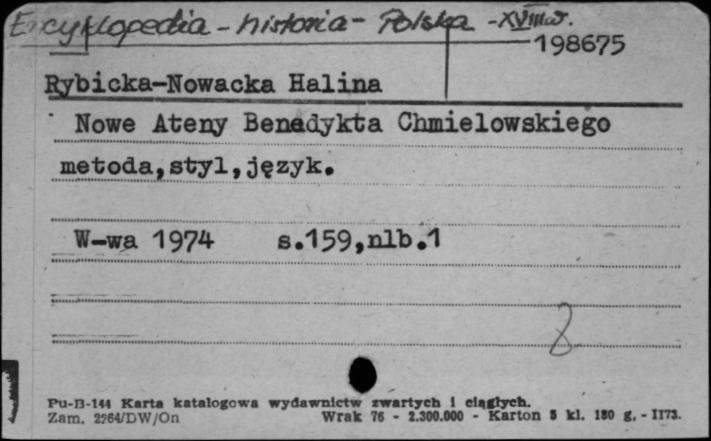 Encyklopedia - historia - Polska - XVIII w.
198675
Rybicka-Nowacka Halina
Nowe Ateny Benedykta Chmielowskiego
metoda,styl,język.
W-wa 1974 s.159,nlb.1
8
Pu-B-144 Karta katalogowa wydawnictw zwartych i ciągłych.
Zam. 2264/DW/On Wrak 76 - 2.300.000 - Karton 5 kl. 180 g. - II73.